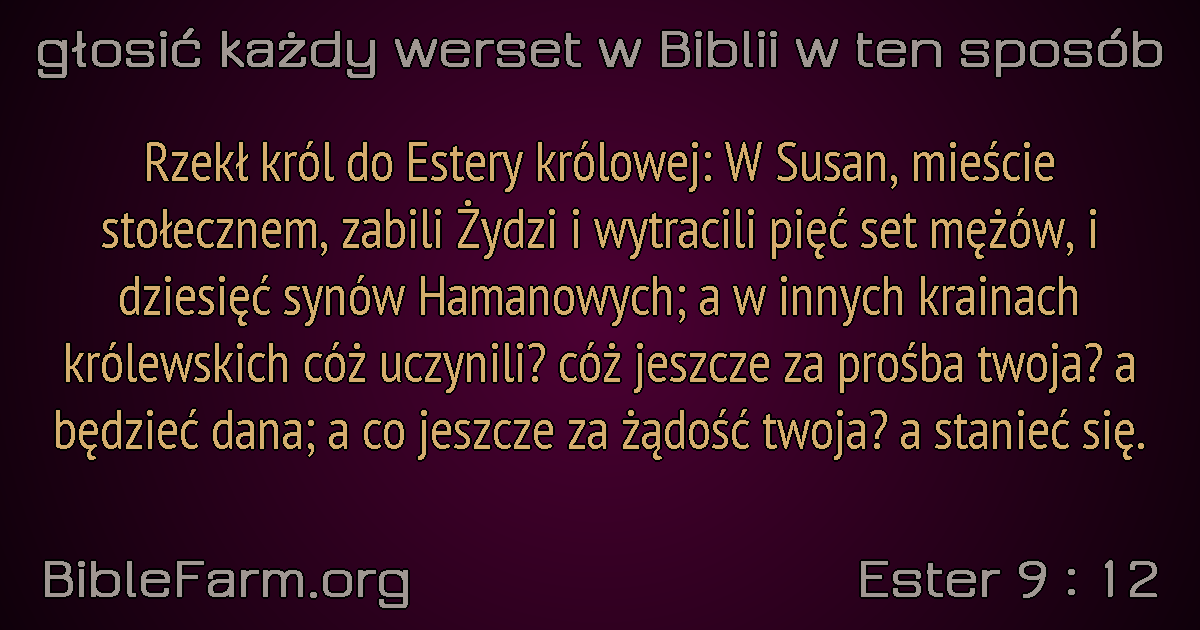 głosić każdy werset w Biblii w ten sposób
Rzekł król do Estery królowej: W Susan, mieście
stołecznem, zabili Żydzi i wytracili pięć set mężów, i
dziesięć synów Hamanowych; a w innych krainach
królewskich cóż uczynili? cóż jeszcze za prośba twoja? a
będzieć dana; a co jeszcze za żądość twoja? a stanieć się.
BibleFarm.org
Ester 9 : 12